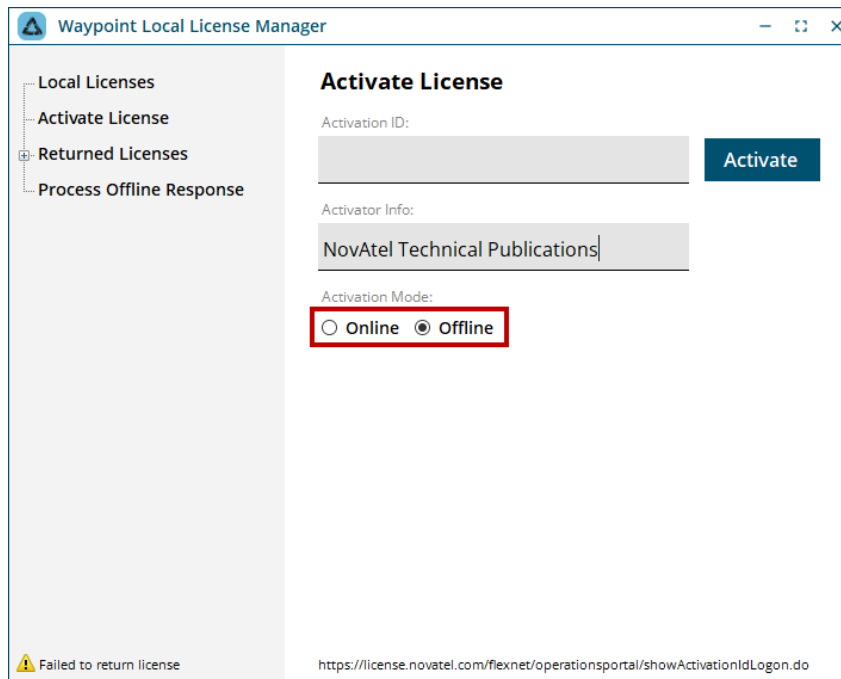 Waypoint Local License Manager
Local Licenses
Activate License
Returned Licenses
Process Offline Response
Activate License
Activation ID:
Activate
Activator Info:
NovAtel Technical Publications
Activation Mode:
Online Offline
Failed to return license
https://license.novatel.com/flexnet/operationsportal/showActivationIdLogon.do